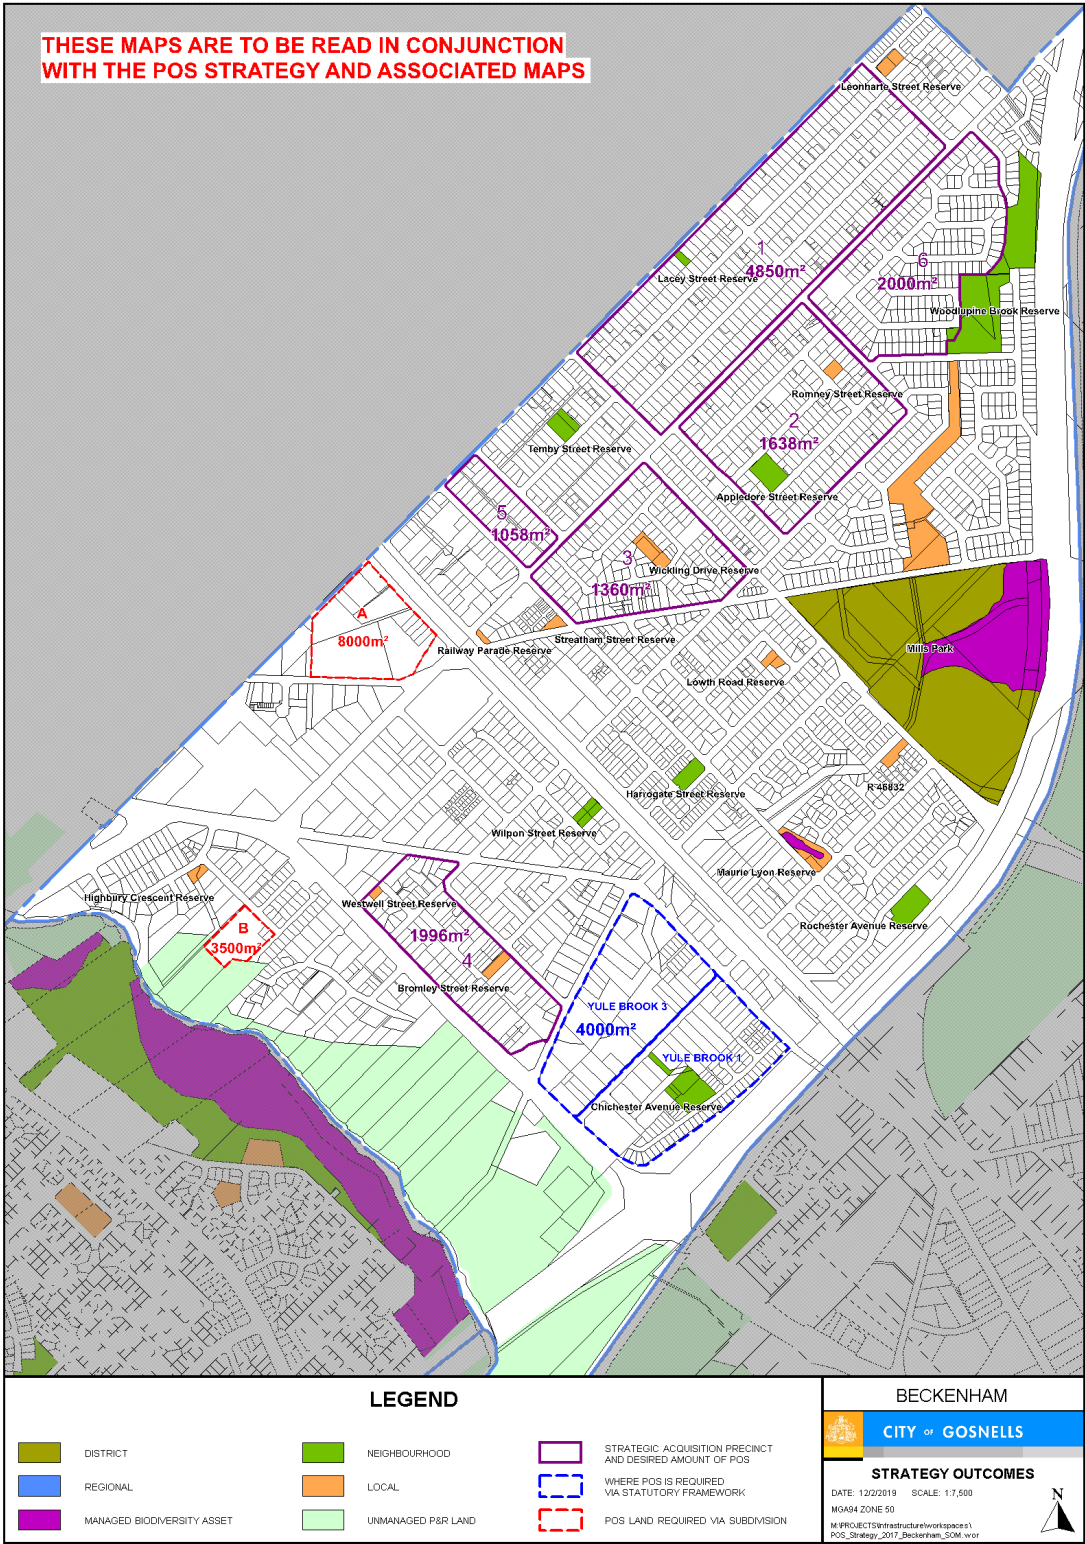 THESE MAPS ARE TO BE READ IN CONJUNCTION
WITH THE POS STRATEGY AND ASSOCIATED MAPS
Leonharte Street Reserve
1
4850m²
Lacey Street Reserve
6
2000m²
Woodlupine Brook Reserve
Romney Street Reserve
2
1638m²
Temby Street Reserve
Appledore Street Reserve
5
1058m²
3
Wickling Drive Reserve
1360m²
A
8000m²
Streatham Street Reserve
Railway Parade Reserve
Mills Park
Lowth Road Reserve
R 46832
Harrogate Street Reserve
Wilpon Street Reserve
Maurie Lyon Reserve
Highbury Crescent Reserve
Westwell Street Reserve
Rochester Avenue Reserve
B
3500m²
1996m²
4
Bromley Street Reserve
YULE BROOK 3
4000m²
YULE BROOK 1
Chichester Avenue Reserve
LEGEND
DISTRICT
REGIONAL
MANAGED BIODIVERSITY ASSET
NEIGHBOURHOOD
LOCAL
UNMANAGED P&R LAND
STRATEGIC ACQUISITION PRECINCT
AND DESIRED AMOUNT OF POS
WHERE POS IS REQUIRED
VIA STATUTORY FRAMEWORK
POS LAND REQUIRED VIA SUBDIVISION
BECKENHAM
CITY OF GOSNELLS
STRATEGY OUTCOMES
DATE: 12/2/2019 SCALE: 1:7,500
MGA94 ZONE 50
M:\PROJECTS\Infrastructure\workspaces\
POS_Strategy_2017_Beckenham_SOM.wor
N